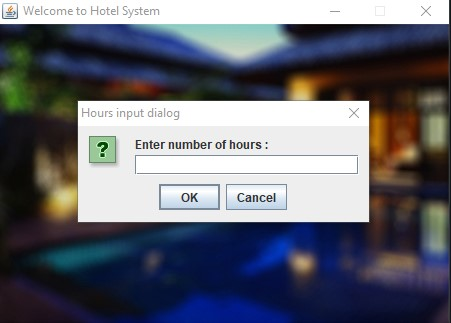 Welcome to Hotel System
Hours input dialog
?
Enter number of hours :
OK
Cancel